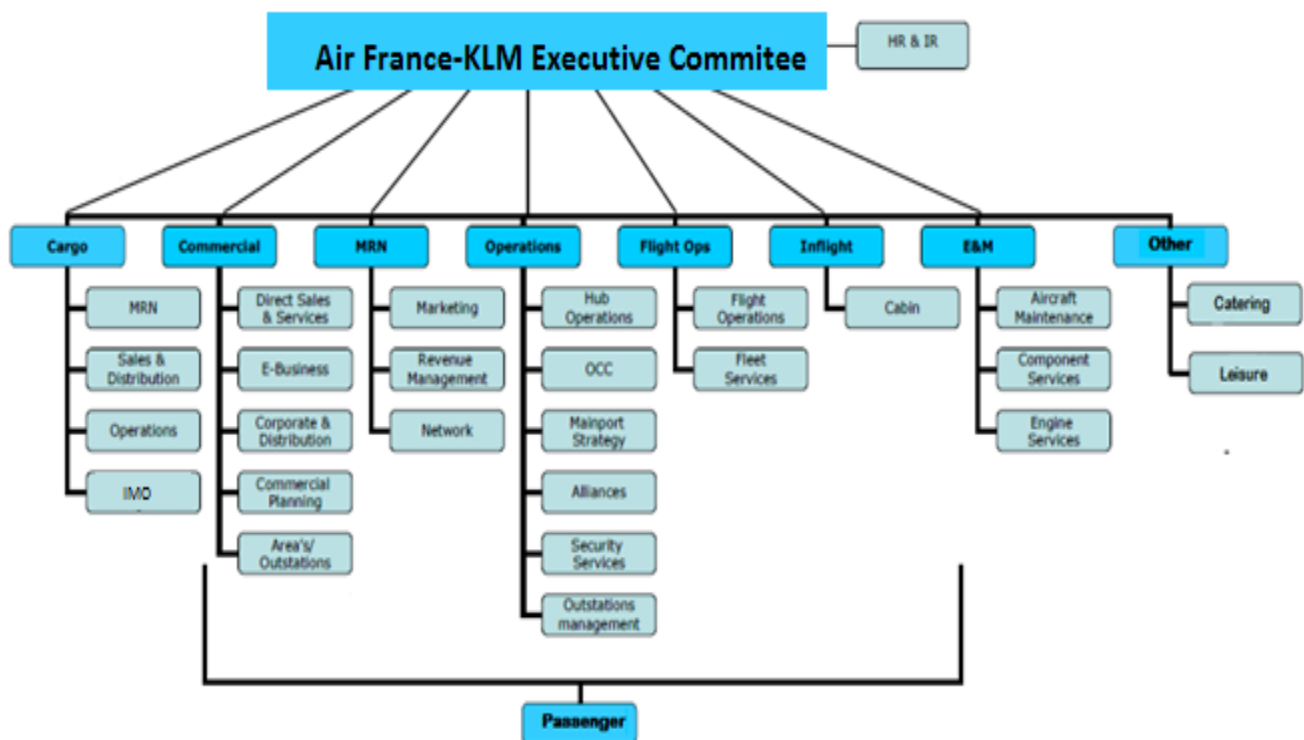 Air France-KLM Executive Commitee
HR & IR
Cargo
Commercial
MRN
Operations
Flight Ops
Inflight
E&M
Other
MRN
Sales &
Distribution
Operations
IMO
Direct Sales
& Services
E-Business
Corporate &
Distribution
Commercial
Planning
Area's/
Outstations
Marketing
Revenue
Management
Network
Hub
Operations
OCC
Mainport
Strategy
Alliances
Security
Services
Outstations
management
Flight
Operations
Fleet
Services
Cabin
Aircraft
Maintenance
Component
Services
Engine
Services
Catering
Leisure
Passenger